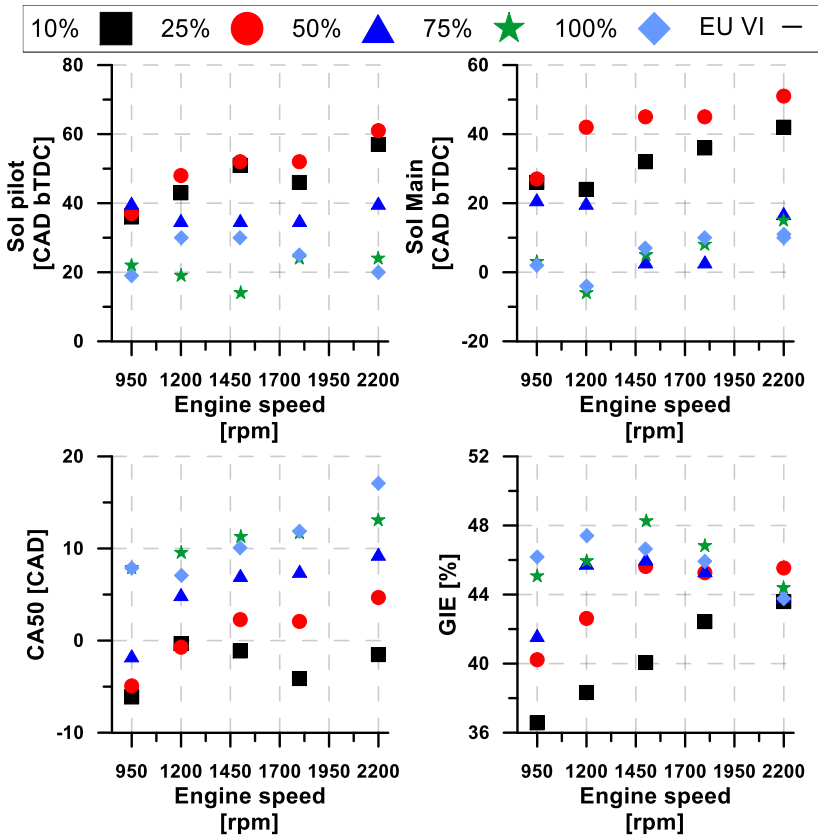 10% 25% 50% 75% 100% EU VI
80
60
40
20
0
SoI pilot
[CAD bTDC]
950 1200 1450 1700 1950 2200
Engine speed
[rpm]
60
40
20
0
-20
SoI Main
[CAD bTDC]
950 1200 1450 1700 1950 2200
Engine speed
[rpm]
20
10
0
-10
CA50 [CAD]
950 1200 1450 1700 1950 2200
Engine speed
[rpm]
52
48
44
40
36
GIE [%]
950 1200 1450 1700 1950 2200
Engine speed
[rpm]